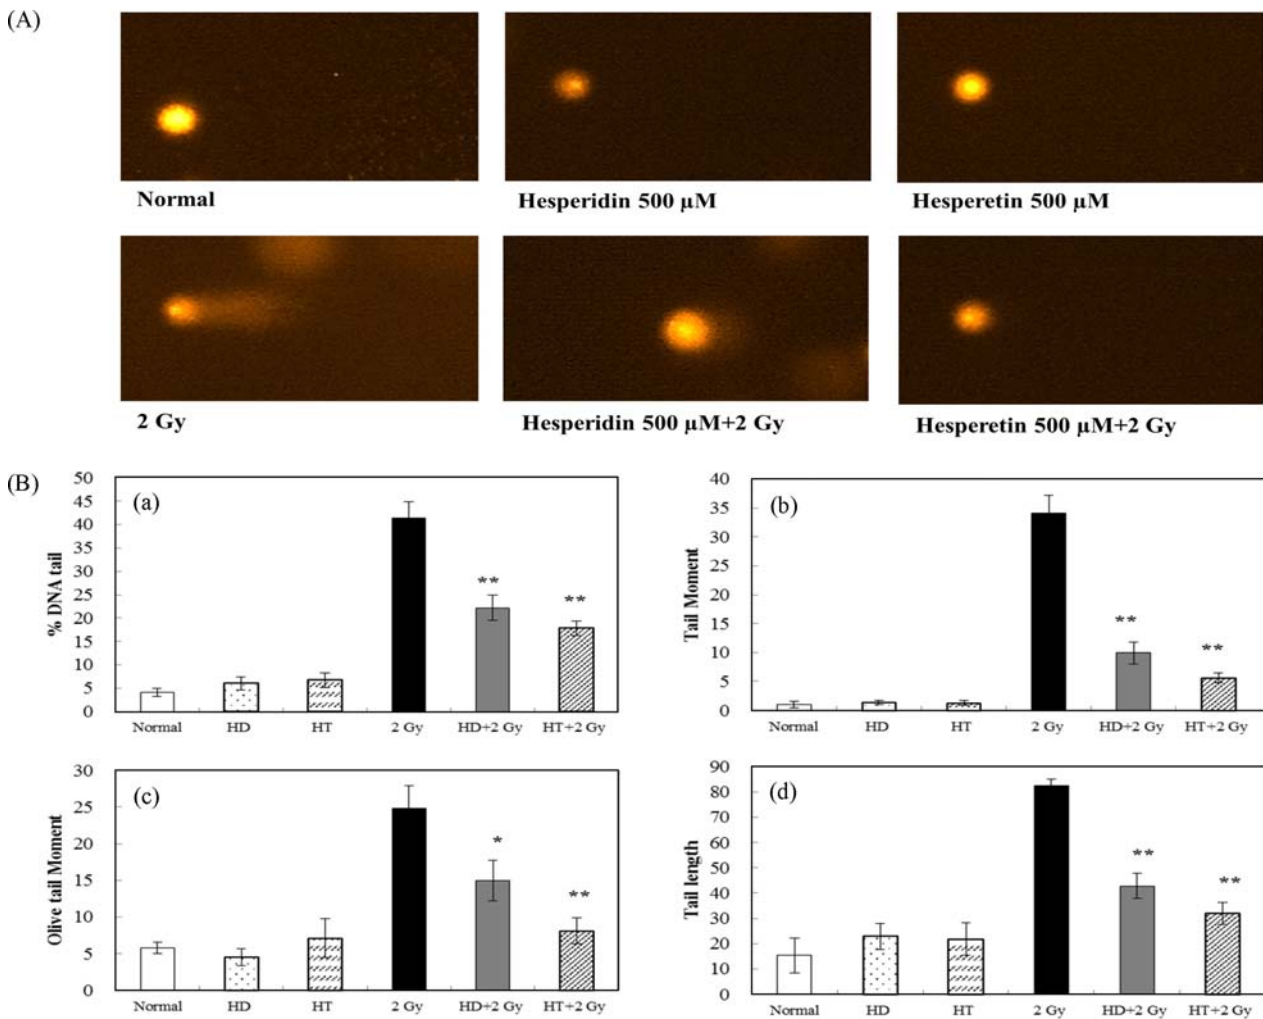 (A)
Normal
Hesperidin 500 µM
Hesperetin 500 µM
2 Gy
Hesperidin 500 µM+2 Gy
Hesperetin 500 µM+2 Gy
(B)
(a)
% DNA tail
50
45
40
35
30
25
20
15
10
5
0
**
**
Normal HD HT 2 Gy HD+2 Gy HT+2 Gy
(b)
Tail Moment
40
35
30
25
20
15
10
5
0
**
**
Normal HD HT 2 Gy HD+2 Gy HT+2 Gy
(c)
Olive tail Moment
30
25
20
15
10
5
0
*
**
Normal HD HT 2 Gy HD+2 Gy HT+2 Gy
(d)
Tail length
90
80
70
60
50
40
30
20
10
0
**
**
Normal HD HT 2 Gy HD+2 Gy HT+2 Gy